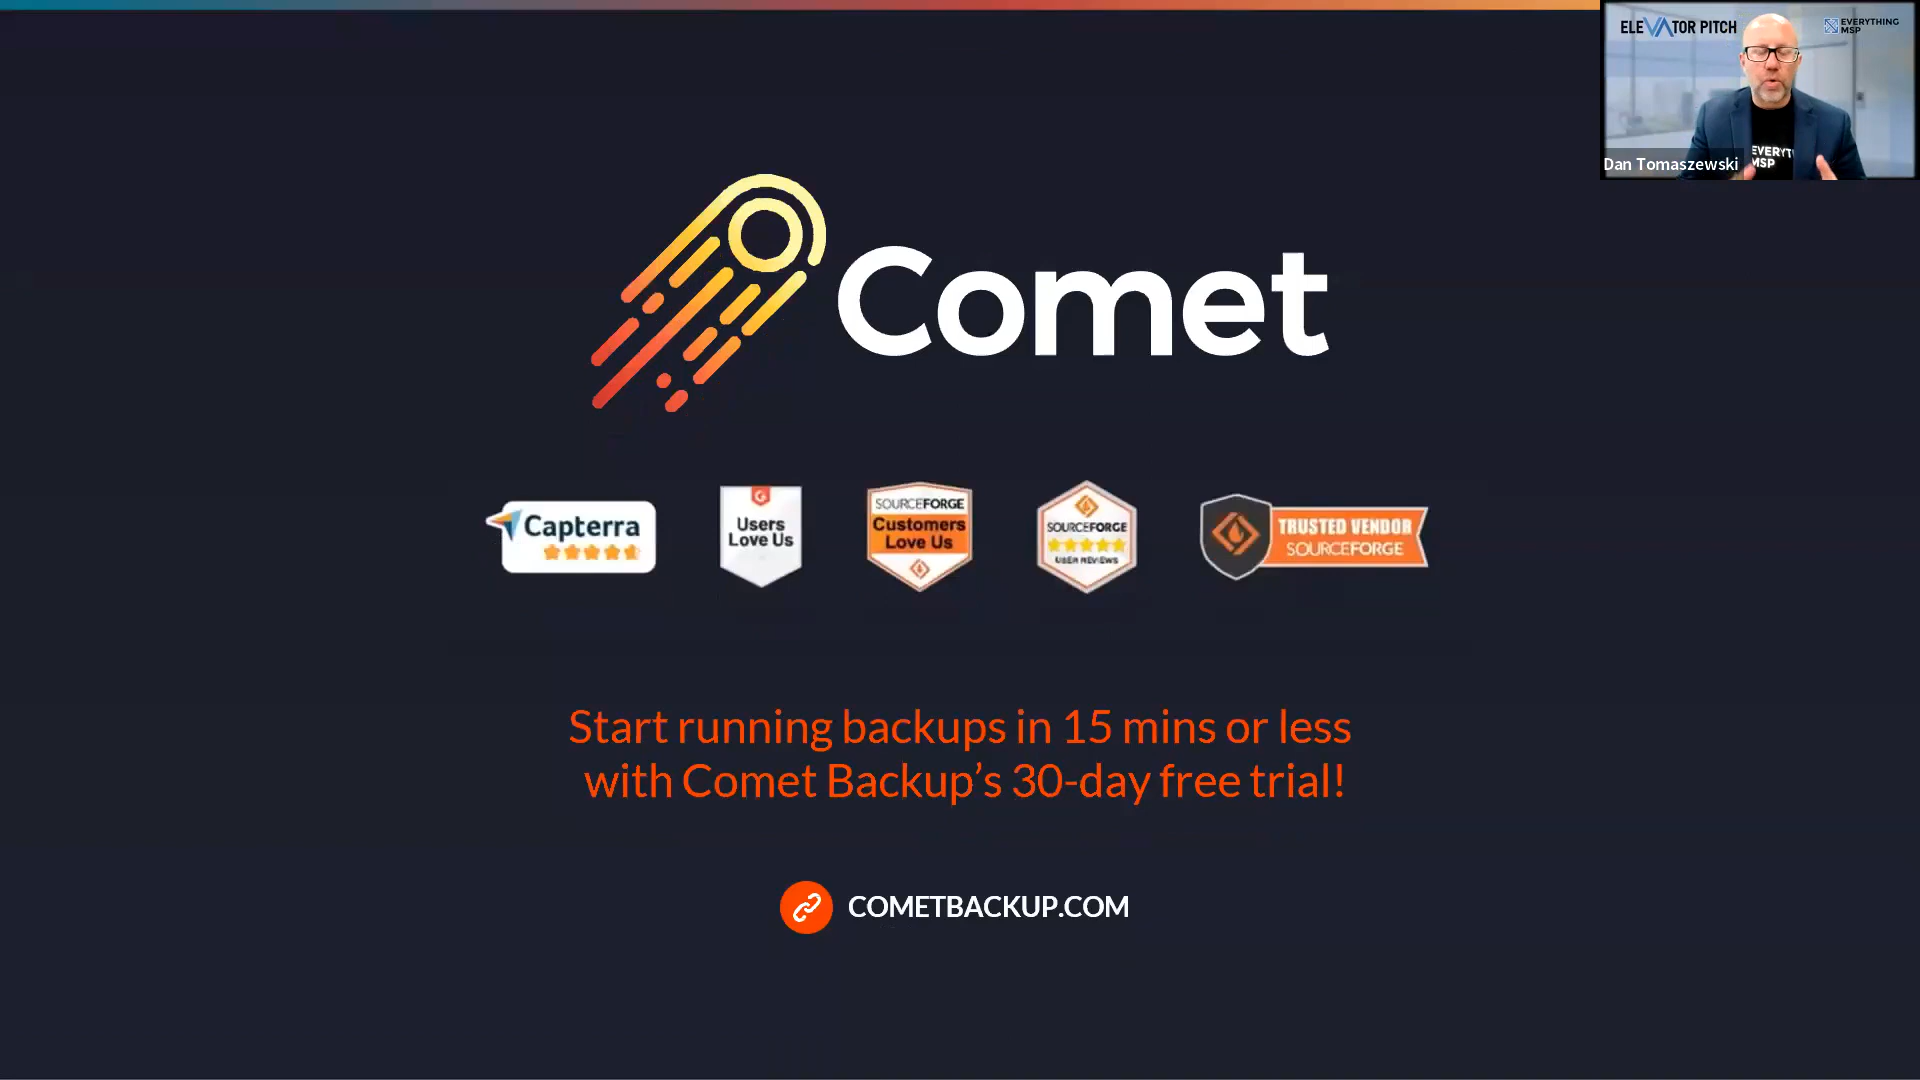 ELEVATOR PITCH
EVERYTHING
MSP
EVERYT
MSP
Dan Tomaszewski
Comet
Capterra
Users
Love Us
SOURCEFORGE
Customers
Love Us
SOURCEFORGE
USER REVIEWS
TRUSTED VENDOR
SOURCEFORGE
Start running backups in 15 mins or less
with Comet Backup’s 30-day free trial!
COMETBACKUP.COM